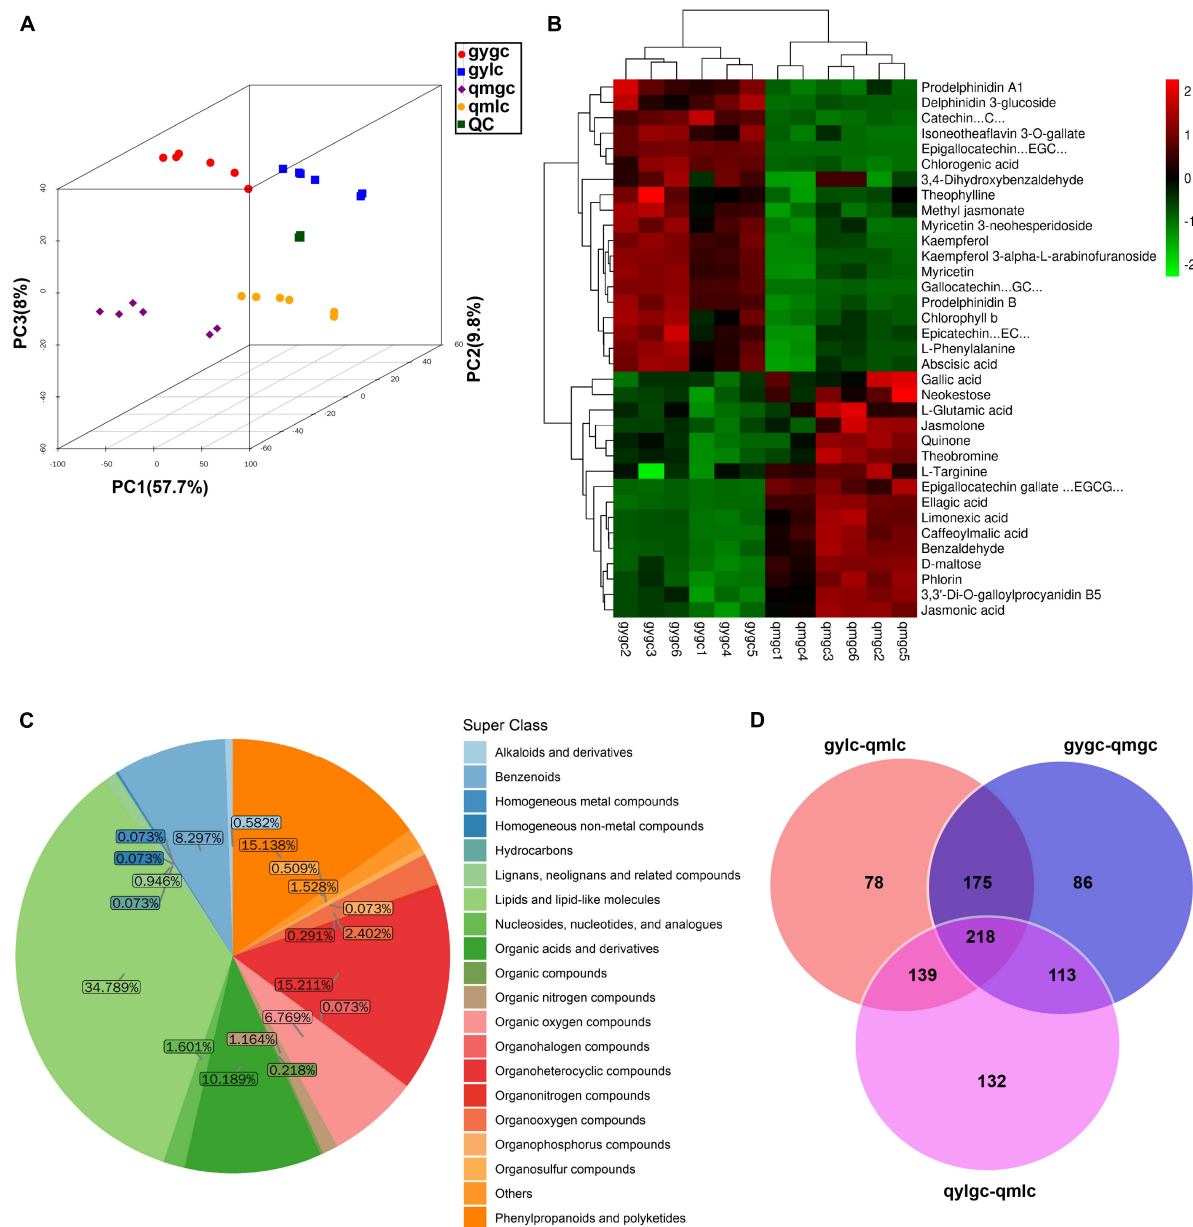 A
gygc
gylc
qmgc
qmlc
QC
40
20
0
-20
-40
-60
PC3(8%)
-100
-50
0
50
100
PC1(57.7%)
-60
-40
-20
0
20
40
60
PC2(9.8%)
B
Prodelphinidin A1
Delphinidin 3-glucoside
Catechin...C...
Isoneotheaflavin 3-O-gallate
Epigallocatechin...EGC...
Chlorogenic acid
3,4-Dihydroxybenzaldehyde
Theophylline
Methyl jasmonate
Myricetin 3-neohesperidoside
Kaempferol
Kaempferol 3-alpha-L-arabinofuranoside
Myricetin
Gallocatechin...GC...
Prodelphinidin B
Chlorophyll b
Epicatechin...EC...
L-Phenylalanine
Abscisic acid
Gallic acid
Neokestose
L-Glutamic acid
Jasmolone
Quinone
Theobromine
L-Targinine
Epigallocatechin gallate ...EGCG...
Ellagic acid
Limonexic acid
Caffeoylmalic acid
Benzaldehyde
D-maltose
Phlorin
3,3'-Di-O-galloylprocyanidin B5
Jasmonic acid
gygc2
gygc3
gygc6
gygc1
gygc4
gygc5
qmgc1
qmgc4
qmgc3
qmgc6
qmgc2
qmgc5
2
1
0
-1
-2
C
0.582%
15.138%
0.509%
1.528%
0.073%
2.402%
0.291%
15.211%
0.073%
6.769%
1.164%
0.218%
10.189%
1.601%
34.789%
0.073%
0.946%
0.073%
0.073%
8.297%
Super Class
Alkaloids and derivatives
Benzenoids
Homogeneous metal compounds
Homogeneous non-metal compounds
Hydrocarbons
Lignans, neolignans and related compounds
Lipids and lipid-like molecules
Nucleosides, nucleotides, and analogues
Organic acids and derivatives
Organic compounds
Organic nitrogen compounds
Organic oxygen compounds
Organohalogen compounds
Organoheterocyclic compounds
Organonitrogen compounds
Organooxygen compounds
Organophosphorus compounds
Organosulfur compounds
Others
Phenylpropanoids and polyketides
D
gylc-qmlc
gygc-qmgc
78
175
86
218
139
113
132
qylgc-qmlc